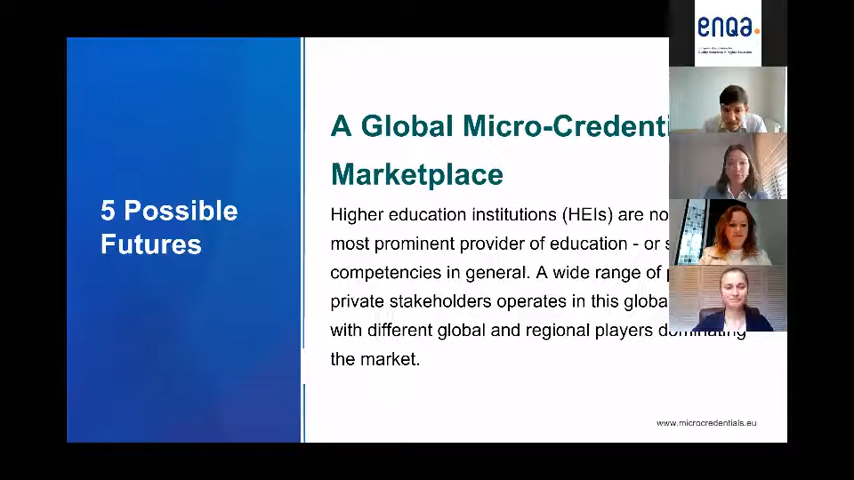 enqa.
5 Possible
Futures
A Global Micro-Credenti
Marketplace
Higher education institutions (HEIs) are no
most prominent provider of education - or s
competencies in general. A wide range of
private stakeholders operates in this globa
with different global and regional players dominating
the market.
www.microcredentials.eu